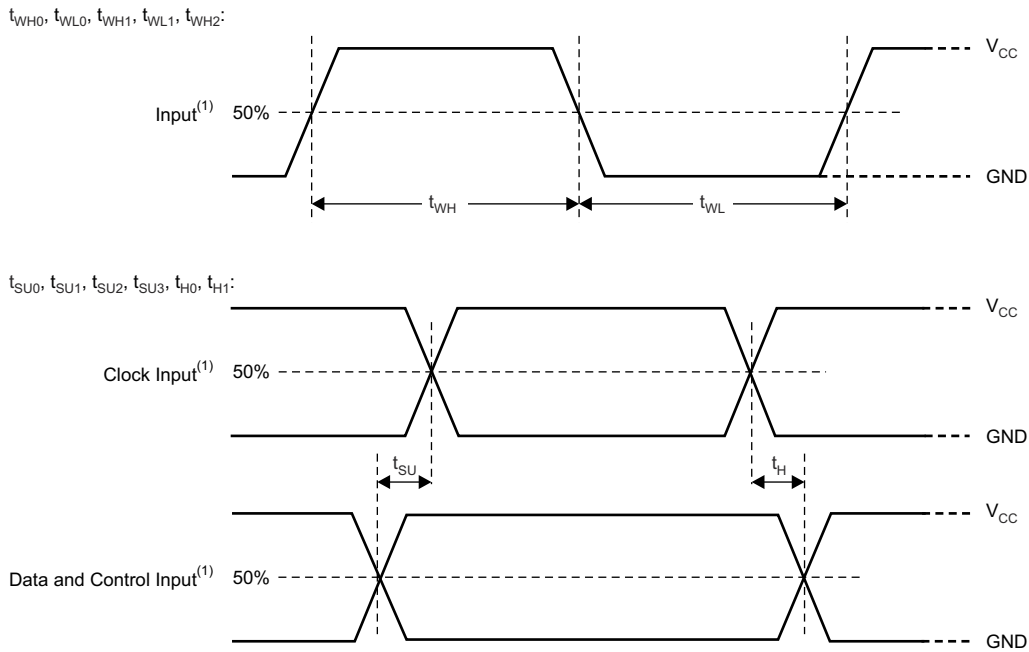 tWH0, tWL0, tWH1, tWL1, tWH2:
VCC
Input(1) 50%
GND
tWH tWL
tSU0, tSU1, tSU2, tSU3, tH0, tH1:
VCC
Clock Input(1) 50%
GND
tSU tH
VCC
Data and Control Input(1) 50%
GND